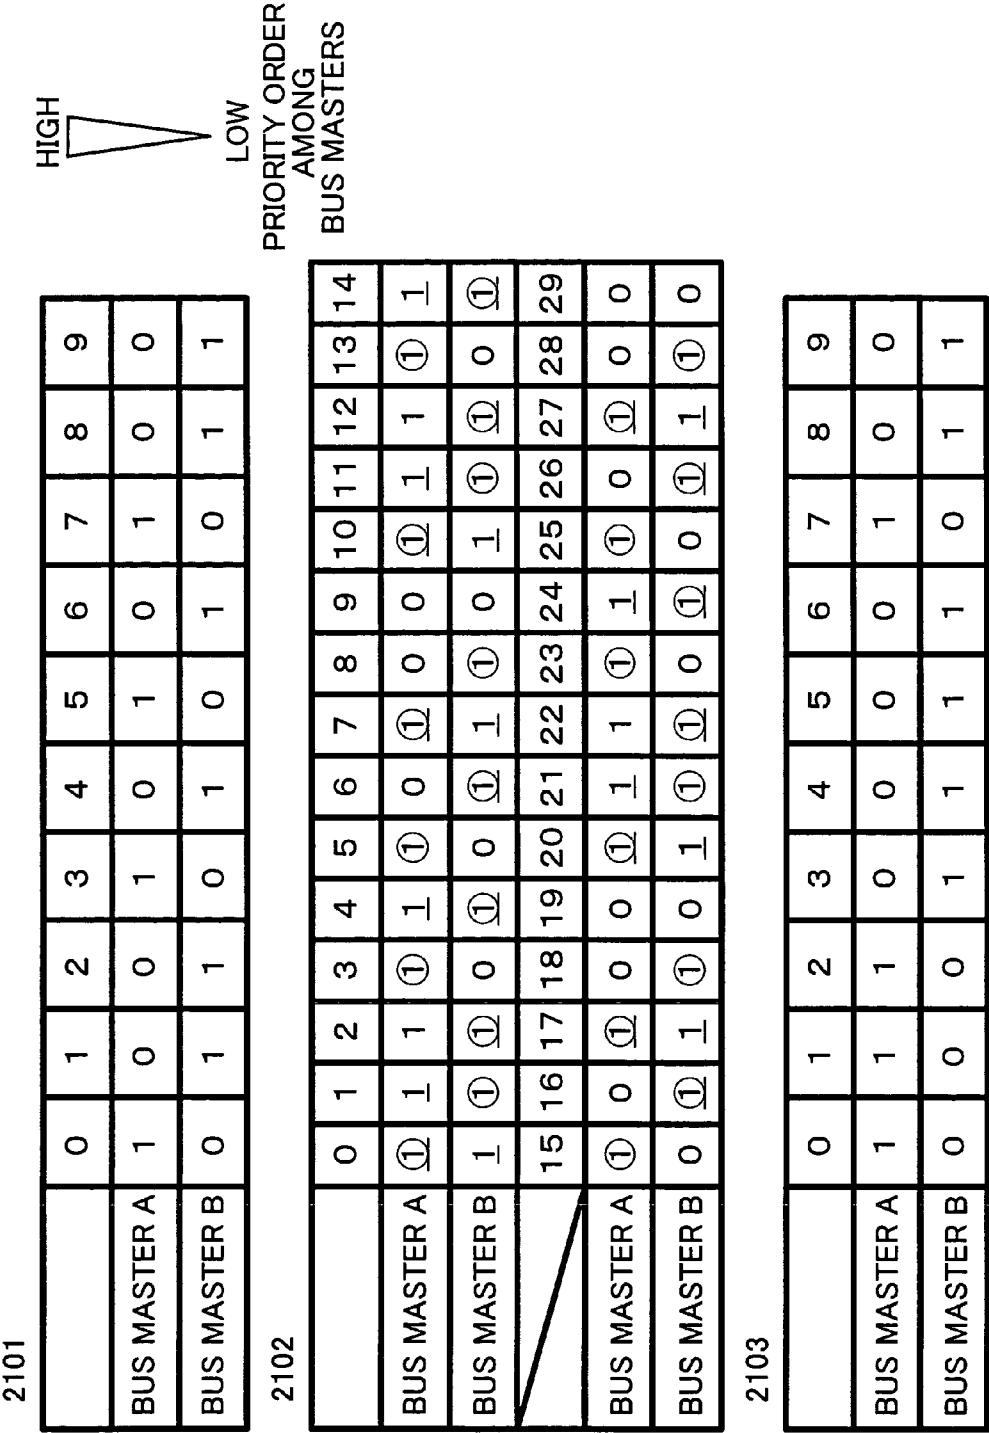 2101
0 1 2 3 4 5 6 7 8 9
BUS MASTER A 1 0 0 1 0 1 0 1 0 0
BUS MASTER B 0 1 1 0 1 0 1 0 1 1
HIGH
LOW
PRIORITY ORDER
AMONG
BUS MASTERS
2102
0 1 2 3 4 5 6 7 8 9 10 11 12 13 14
BUS MASTER A ① 1 1 ① 1 ① 0 ① 0 0 ① 1 1 ① 1
BUS MASTER B 1 ① ① 0 ① 0 ① 1 ① 0 1 ① ① 0 ①
15 16 17 18 19 20 21 22 23 24 25 26 27 28 29
BUS MASTER A ① 0 ① 0 0 ① 1 1 ① 1 ① 0 ① 0 0
BUS MASTER B 0 ① 1 ① 0 1 ① ① 0 ① 0 ① 1 ① 0
2103
0 1 2 3 4 5 6 7 8 9
BUS MASTER A 1 1 1 0 0 0 0 1 0 0
BUS MASTER B 0 0 0 1 1 1 1 0 1 1